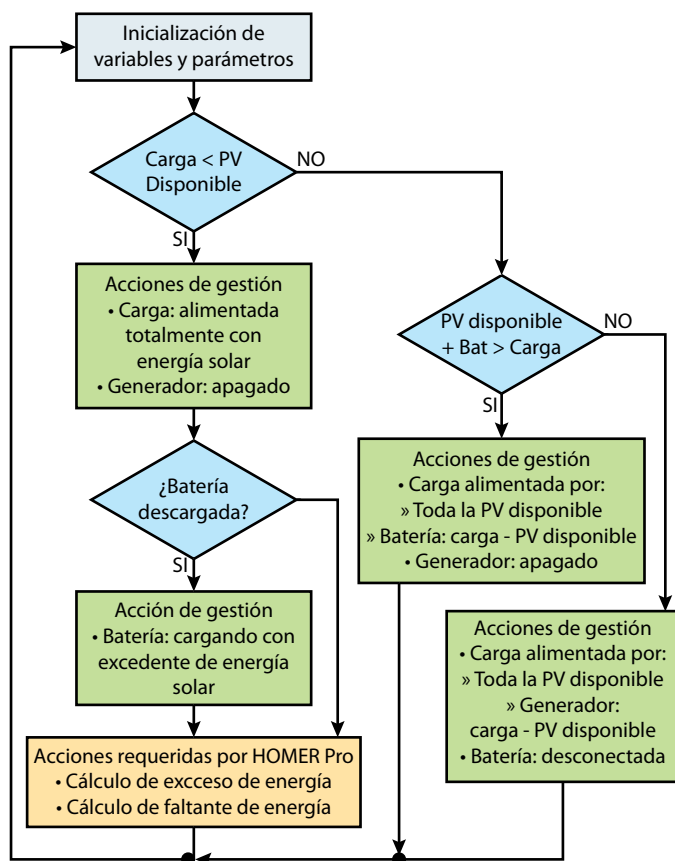 Inicialización de
variables y parámetros
Carga < PV
Disponible
NO
SI
Acciones de gestión
• Carga: alimentada
totalmente con
energía solar
• Generador: apagado
PV disponible
+ Bat > Carga
NO
SI
¿Batería
descargada?
SI
Acciones de gestión
• Carga alimentada por:
» Toda la PV disponible
» Batería: carga - PV disponible
• Generador: apagado
Acción de gestión
• Batería: cargando con
excedente de energía
solar
Acciones de gestión
• Carga alimentada por:
» Toda la PV disponible
» Generador:
carga - PV disponible
• Batería: desconectada
Acciones requeridas por HOMER Pro
• Cálculo de excceso de energía
• Cálculo de faltante de energía